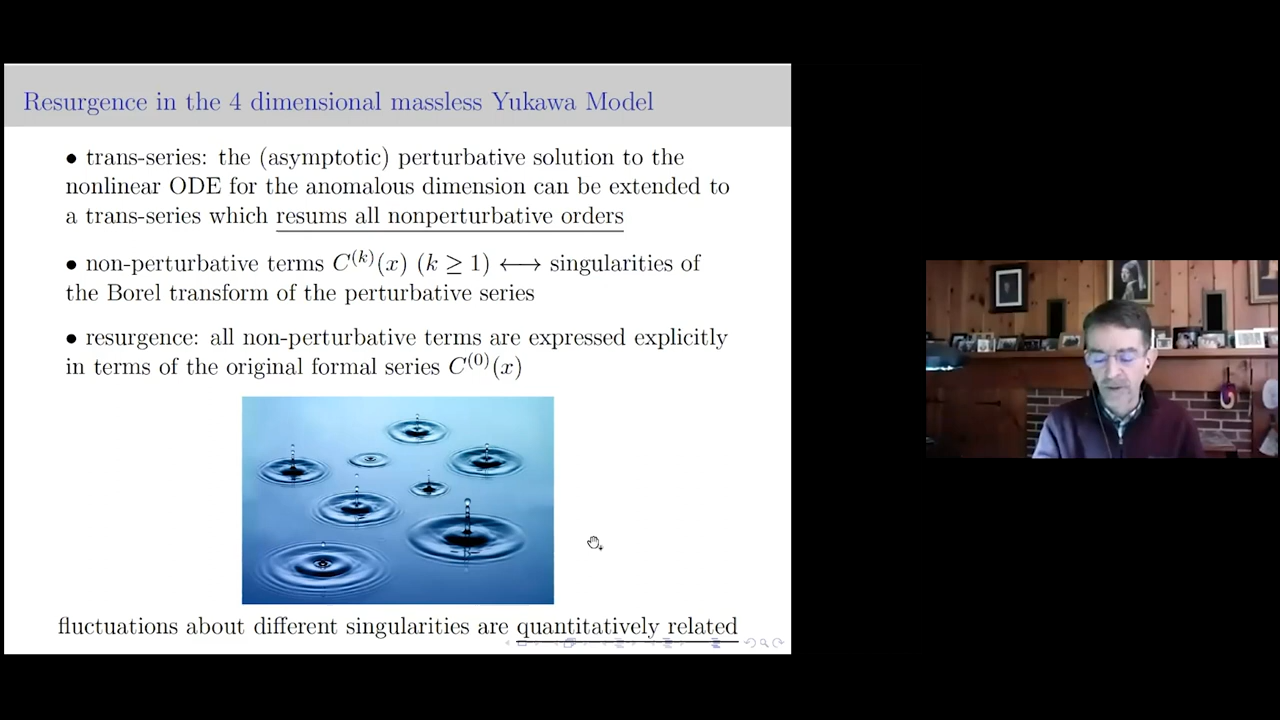 Resurgence in the 4 dimensional massless Yukawa Model
• trans-series: the (asymptotic) perturbative solution to the
nonlinear ODE for the anomalous dimension can be extended to
a trans-series which resums all nonperturbative orders
• non-perturbative terms C^(k)(x) (k ≥ 1) ⟷ singularities of
the Borel transform of the perturbative series
• resurgence: all non-perturbative terms are expressed explicitly
in terms of the original formal series C^(0)(x)
fluctuations about different singularities are quantitatively related